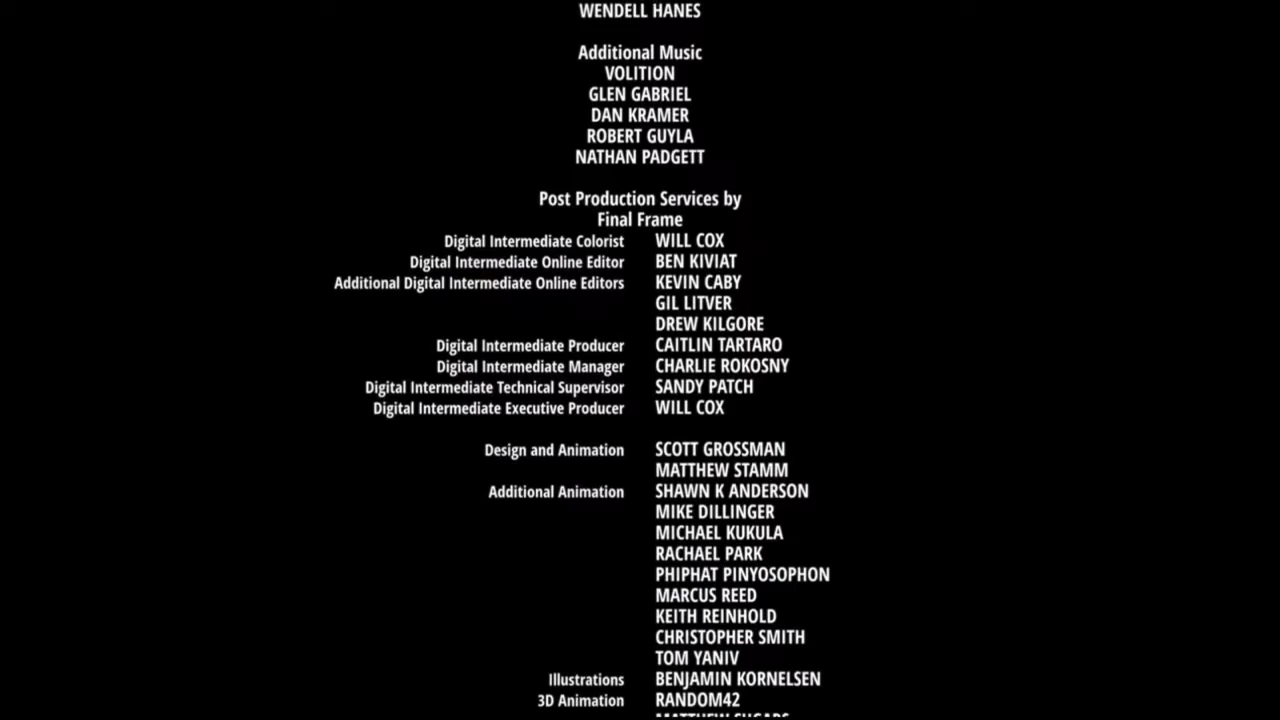 WENDELL HANES
Additional Music
VOLITION
GLEN GABRIEL
DAN KRAMER
ROBERT GUYLA
NATHAN PADGETT
Post Production Services by
Final Frame
Digital Intermediate Colorist WILL COX
Digital Intermediate Online Editor BEN KIVIAT
Additional Digital Intermediate Online Editors KEVIN CABY
GIL LITVER
DREW KILGORE
Digital Intermediate Producer CAITLIN TARTARO
Digital Intermediate Manager CHARLIE ROKOSNY
Digital Intermediate Technical Supervisor SANDY PATCH
Digital Intermediate Executive Producer WILL COX
Design and Animation SCOTT GROSSMAN
MATTHEW STAMM
Additional Animation SHAWN K ANDERSON
MIKE DILLINGER
MICHAEL KUKULA
RACHAEL PARK
PHIPHAT PINYOSOPHON
MARCUS REED
KEITH REINHOLD
CHRISTOPHER SMITH
TOM YANIV
Illustrations BENJAMIN KORNELSEN
3D Animation RANDOM42